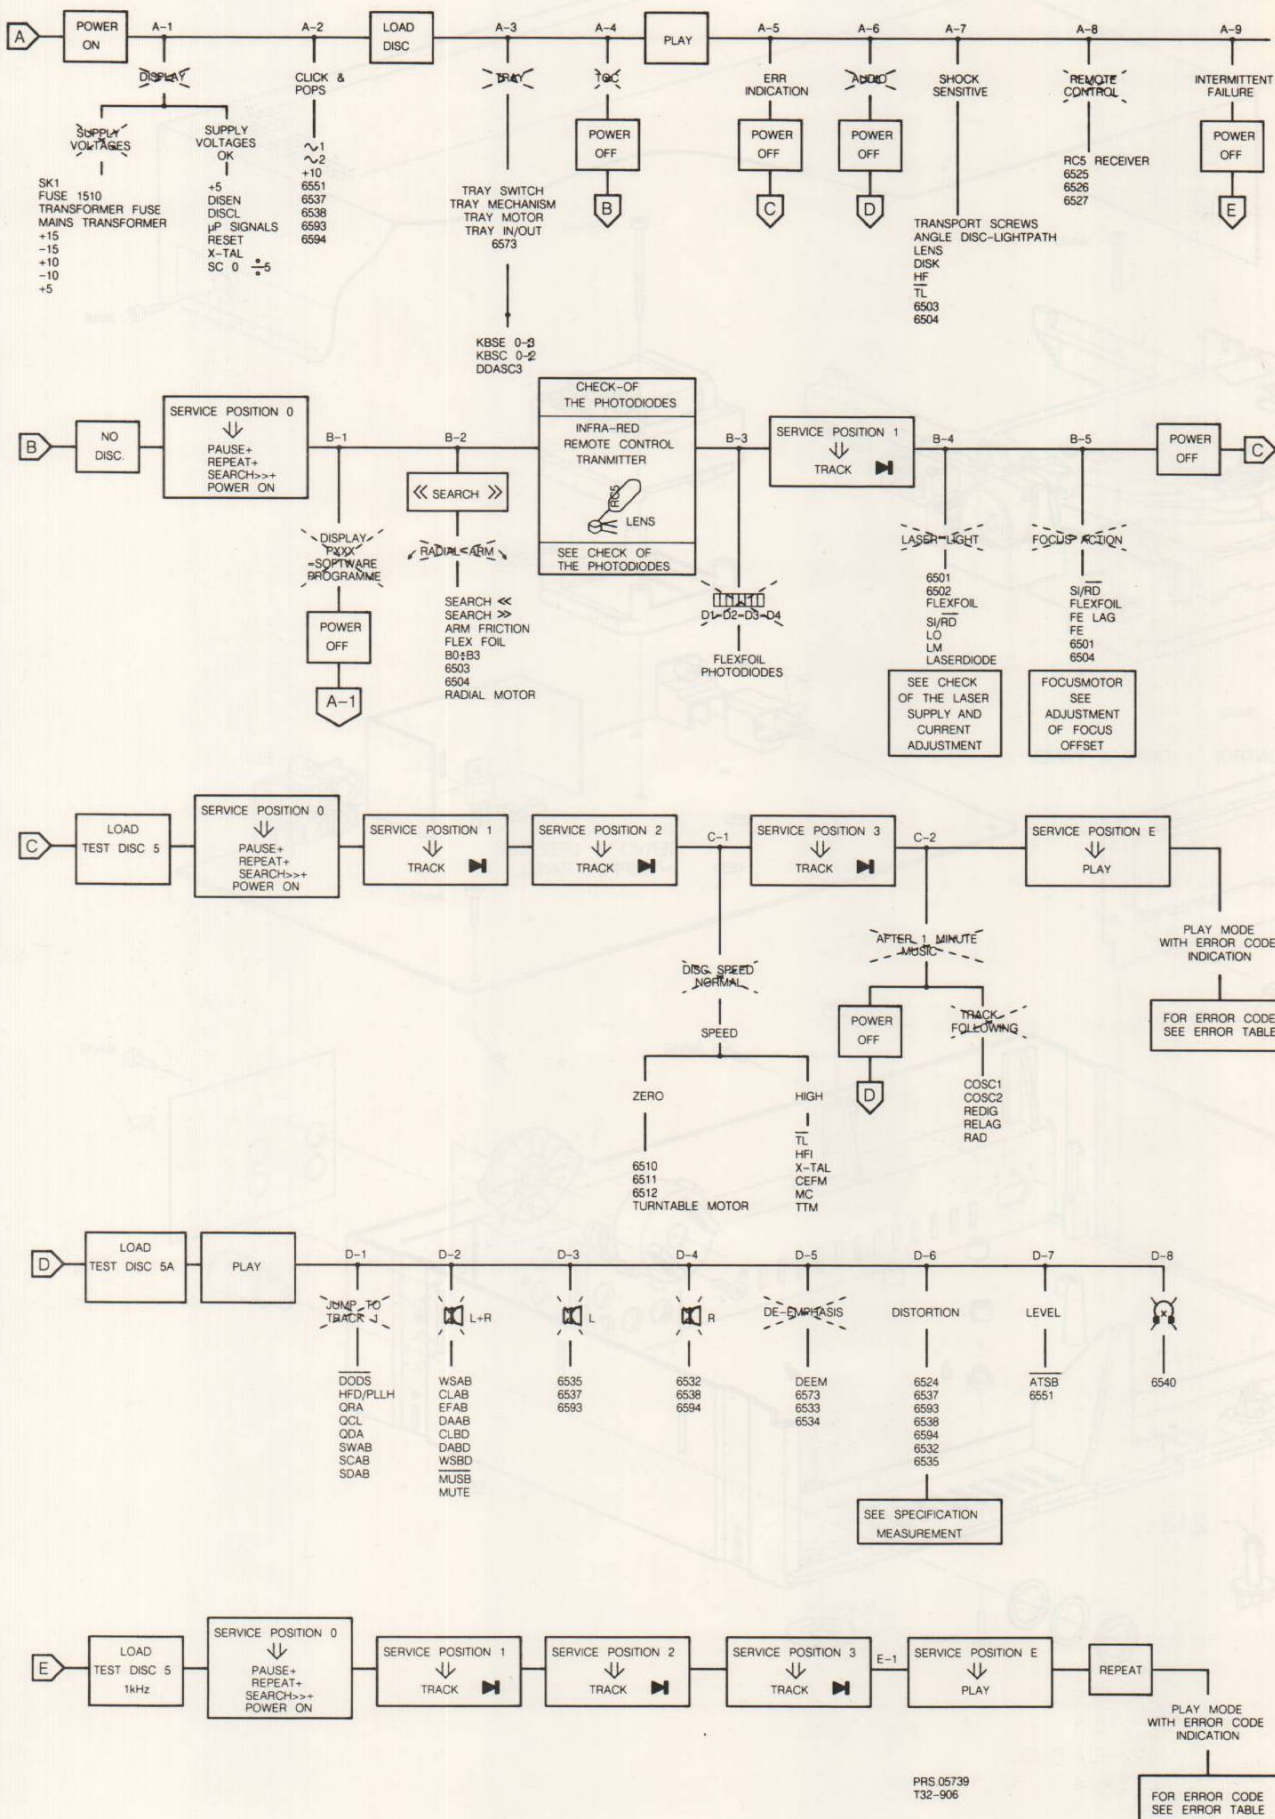 A
POWER
ON
A-1
A-2
LOAD
DISC
A-3
A-4
PLAY
A-5
A-6
A-7
A-8
A-9
DISPLAY
SUPPLY
VOLTAGES
SK1
FUSE 1510
TRANSFORMER FUSE
MAINS TRANSFORMER
+15
-15
+10
-10
+5
SUPPLY
VOLTAGES
OK
+5
DISEN
DISCL
µP SIGNALS
RESET
X-TAL
SC 0 ÷5
CLICK &
POPS
∿1
∿2
+10
6551
6537
6538
6593
6594
TRAY
TRAY SWITCH
TRAY MECHANISM
TRAY MOTOR
TRAY IN/OUT
6573
KBSE 0-3
KBSC 0-2
DDASC3
TOC
POWER
OFF
B
ERR
INDICATION
POWER
OFF
C
AUDIO
POWER
OFF
D
SHOCK
SENSITIVE
TRANSPORT SCREWS
ANGLE DISC-LIGHTPATH
LENS
DISK
HF
TL
6503
6504
REMOTE
CONTROL
RC5 RECEIVER
6525
6526
6527
INTERMITTENT
FAILURE
POWER
OFF
E
B
NO
DISC.
SERVICE POSITION 0
⇓
PAUSE+
REPEAT+
SEARCH>>+
POWER ON
B-1
DISPLAY
PXXX
=SOFTWARE
PROGRAMME
POWER
OFF
A-1
B-2
≪ SEARCH ≫
RADIAL ARM
SEARCH ≪
SEARCH ≫
ARM FRICTION
FLEX FOIL
B0÷B3
6503
6504
RADIAL MOTOR
CHECK-OF
THE PHOTODIODES
INFRA-RED
REMOTE CONTROL
TRANMITTER
RC5
LENS
SEE CHECK OF
THE PHOTODIODES
B-3
D1-D2=D3-D4
FLEXFOIL
PHOTODIODES
SERVICE POSITION 1
⇓
TRACK
B-4
LASER-LIGHT
6501
6502
FLEXFOIL
SI/RD
LO
LM
LASERDIODE
SEE CHECK
OF THE LASER
SUPPLY AND
CURRENT
ADJUSTMENT
B-5
FOCUS ACTION
SI/RD
FLEXFOIL
FE LAG
FE
6501
6504
FOCUSMOTOR
SEE
ADJUSTMENT
OF FOCUS
OFFSET
POWER
OFF
C
C
LOAD
TEST DISC 5
SERVICE POSITION 0
⇓
PAUSE+
REPEAT+
SEARCH>>+
POWER ON
SERVICE POSITION 1
⇓
TRACK
SERVICE POSITION 2
⇓
TRACK
C-1
DISC SPEED
NORMAL
SPEED
ZERO
6510
6511
6512
TURNTABLE MOTOR
HIGH
TL
HFI
X-TAL
CEFM
MC
TTM
SERVICE POSITION 3
⇓
TRACK
C-2
AFTER 1 MINUTE
MUSIC
POWER
OFF
D
TRACK
FOLLOWING
COSC1
COSC2
REDIG
RELAG
RAD
SERVICE POSITION E
⇓
PLAY
PLAY MODE
WITH ERROR CODE
INDICATION
FOR ERROR CODE
SEE ERROR TABLE
D
LOAD
TEST DISC 5A
PLAY
D-1
JUMP TO
TRACK
DODS
HFD/PLLH
QRA
QCL
QDA
SWAB
SCAB
SDAB
D-2
L+R
WSAB
CLAB
EFAB
DAAB
CLBD
DABD
WSBD
MUSB
MUTE
D-3
L
6535
6537
6593
D-4
R
6532
6538
6594
D-5
DE-EMPHASIS
DEEM
6573
6533
6534
D-6
DISTORTION
6524
6537
6593
6538
6594
6532
6535
SEE SPECIFICATION
MEASUREMENT
D-7
LEVEL
ATSB
6551
D-8
6540
E
LOAD
TEST DISC 5
1kHz
SERVICE POSITION 0
⇓
PAUSE+
REPEAT+
SEARCH>>+
POWER ON
SERVICE POSITION 1
⇓
TRACK
SERVICE POSITION 2
⇓
TRACK
SERVICE POSITION 3
⇓
TRACK
E-1
SERVICE POSITION E
⇓
PLAY
REPEAT
PLAY MODE
WITH ERROR CODE
INDICATION
FOR ERROR CODE
SEE ERROR TABLE
PRS 05739
T32-906